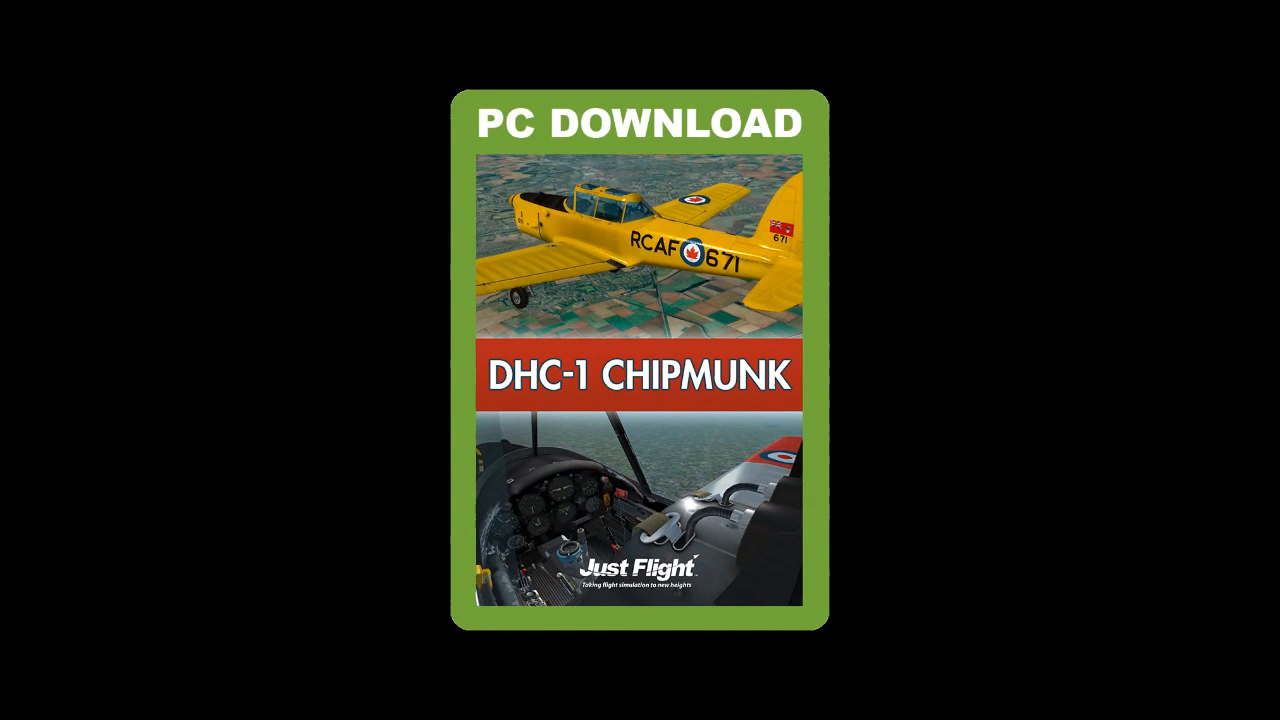 PC DOWNLOAD
671
RCAF 671
DHC-1 CHIPMUNK
Just Flight
Taking flight simulation to new heights